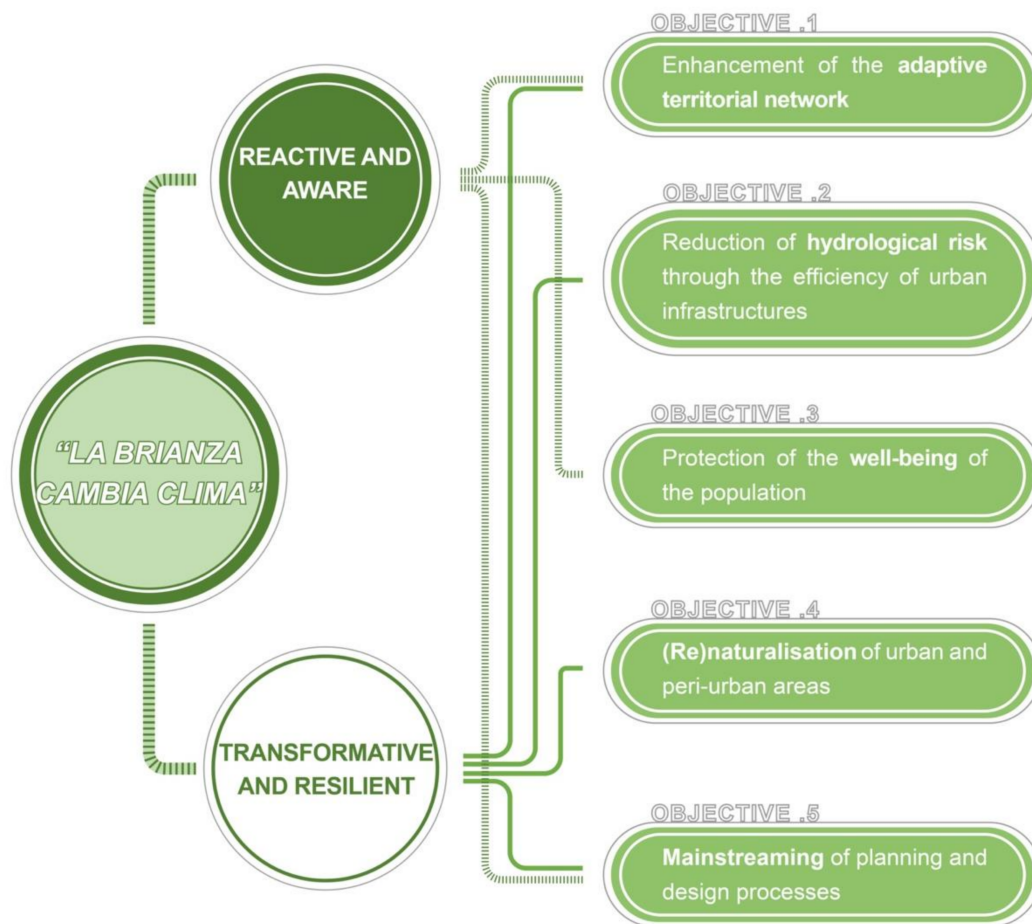 OBJECTIVE .1
Enhancement of the adaptive
territorial network
REACTIVE AND
AWARE
OBJECTIVE .2
Reduction of hydrological risk
through the efficiency of urban
infrastructures
“LA BRIANZA
CAMBIA CLIMA”
OBJECTIVE .3
Protection of the well-being of
the population
OBJECTIVE .4
(Re)naturalisation of urban and
peri-urban areas
TRANSFORMATIVE
AND RESILIENT
OBJECTIVE .5
Mainstreaming of planning and
design processes